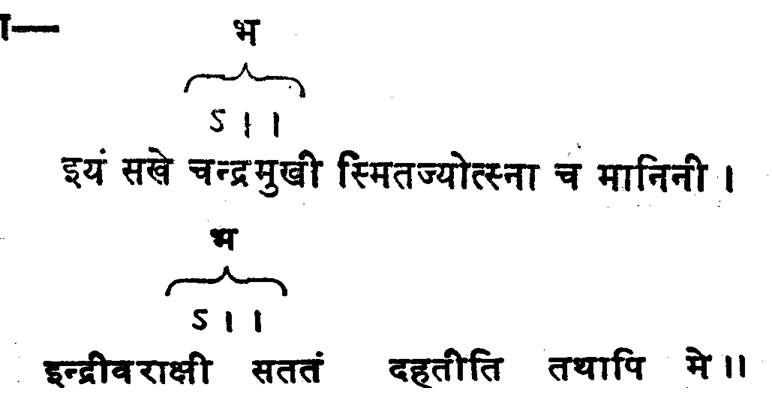 ा—
भ
ऽ । ।
इयं सखे चन्द्रमुखी स्मितज्योत्स्ना च मानिनी ।
भ
ऽ । ।
इन्द्रीवराक्षी सततं दहतीति तथापि मे ।।